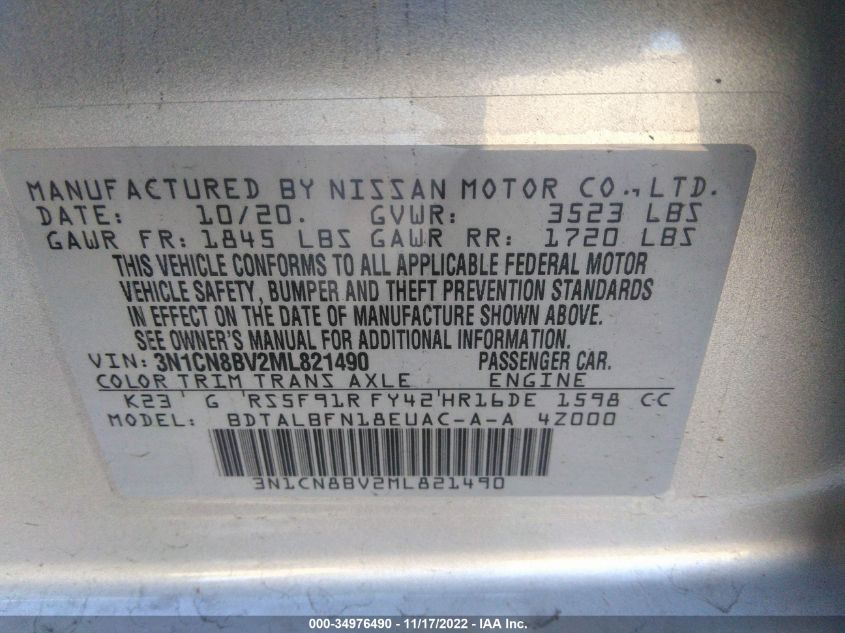 MANUFACTURED BY NISSAN MOTOR CO., LTD.
DATE: 10/20. GVWR: 3523 LBS
GAWR FR: 1845 LBS GAWR RR: 1720 LBS
THIS VEHICLE CONFORMS TO ALL APPLICABLE FEDERAL MOTOR
VEHICLE SAFETY, BUMPER AND THEFT PREVENTION STANDARDS
IN EFFECT ON THE DATE OF MANUFACTURE SHOWN ABOVE.
SEE OWNER'S MANUAL FOR ADDITIONAL INFORMATION.
VIN: 3N1CN8BV2ML821490 PASSENGER CAR.
COLOR TRIM TRANS AXLE ENGINE
K23 G RS5F91R FY42 HR16DE 1598 CC
MODEL: BDTALBFN18EUAC-A-A 4Z000
3N1CN8BV2ML821490
000-34976490 - 11/17/2022 - IAA Inc.